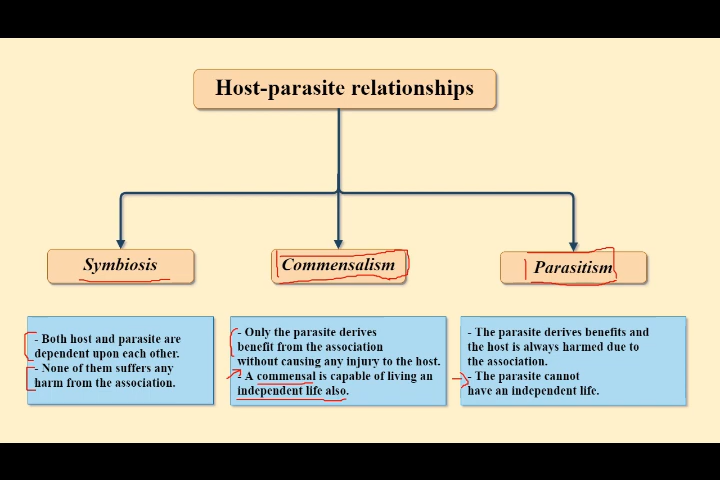 Host-parasite relationships
Symbiosis
Commensalism
Parasitism
- Both host and parasite are
dependent upon each other.
- None of them suffers any
harm from the association.
- Only the parasite derives
benefit from the association
without causing any injury to the host.
- A commensal is capable of living an
independent life also.
- The parasite derives benefits and
the host is always harmed due to
the association.
- The parasite cannot
have an independent life.